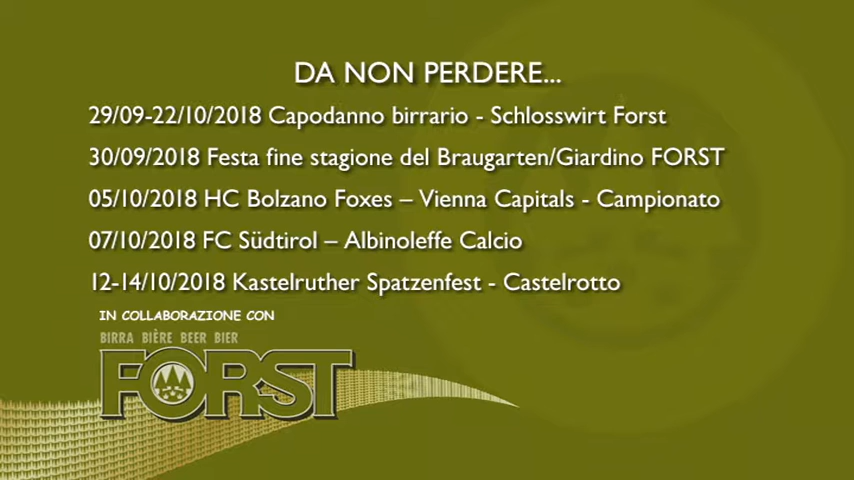 DA NON PERDERE...
29/09-22/10/2018 Capodanno birrario - Schlosswirt Forst
30/09/2018 Festa fine stagione del Braugarten/Giardino FORST
05/10/2018 HC Bolzano Foxes – Vienna Capitals - Campionato
07/10/2018 FC Südtirol – Albinoleffe Calcio
12-14/10/2018 Kastelruther Spatzenfest - Castelrotto
IN COLLABORAZIONE CON
BIRRA BIÈRE BEER BIER
FORST